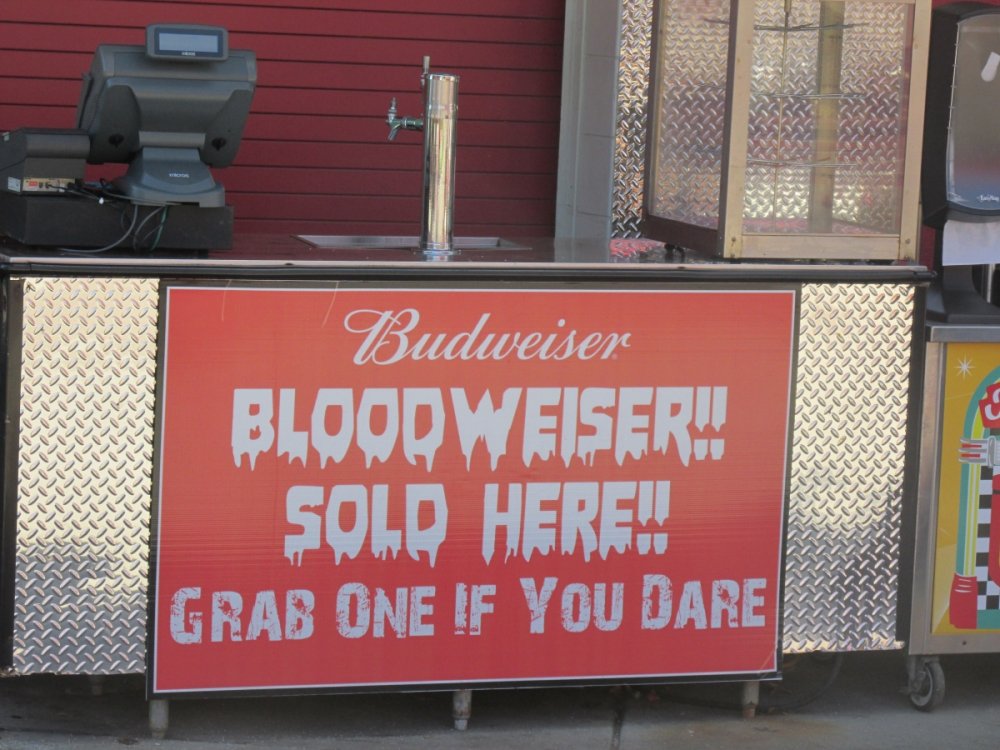 Budweiser
BLOODWEISER!!
SOLD HERE!!
GRAB ONE IF YOU DARE